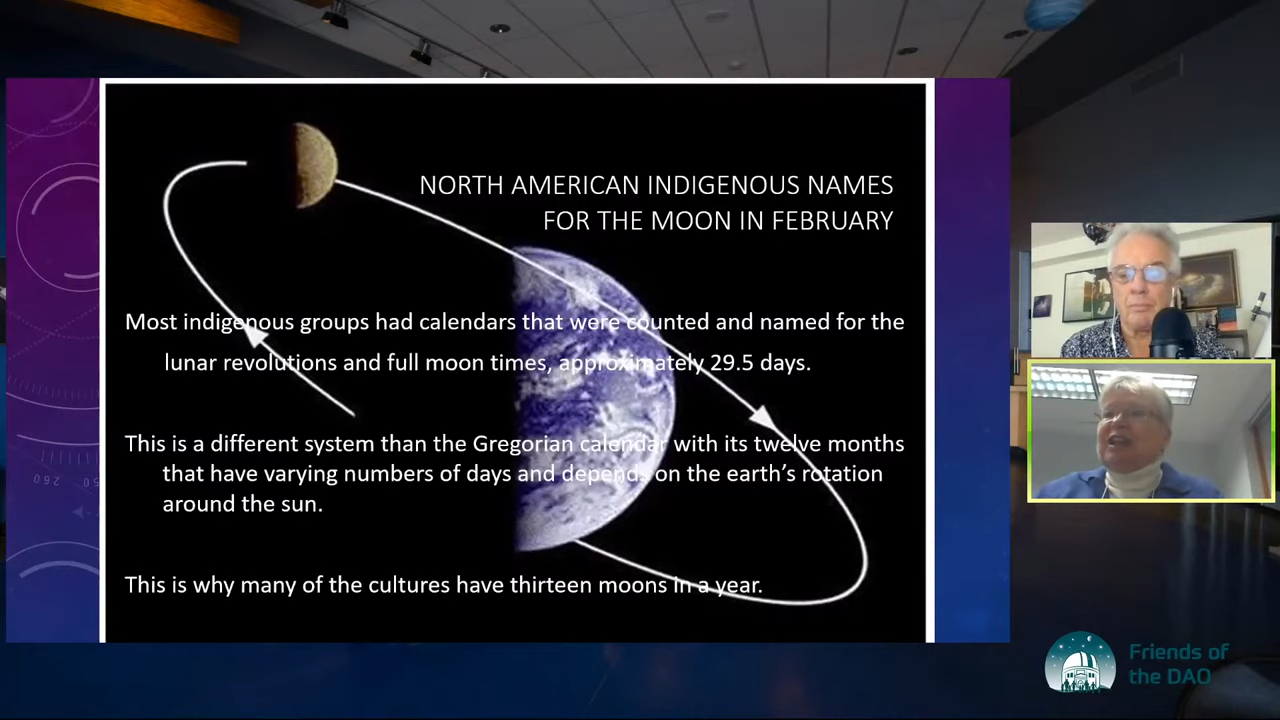 NORTH AMERICAN INDIGENOUS NAMES
FOR THE MOON IN FEBRUARY
Most indigenous groups had calendars that were counted and named for the
lunar revolutions and full moon times, approximately 29.5 days.
This is a different system than the Gregorian calendar with its twelve months
that have varying numbers of days and depends on the earth’s rotation
around the sun.
This is why many of the cultures have thirteen moons in a year.
260
Friends of
the DAO